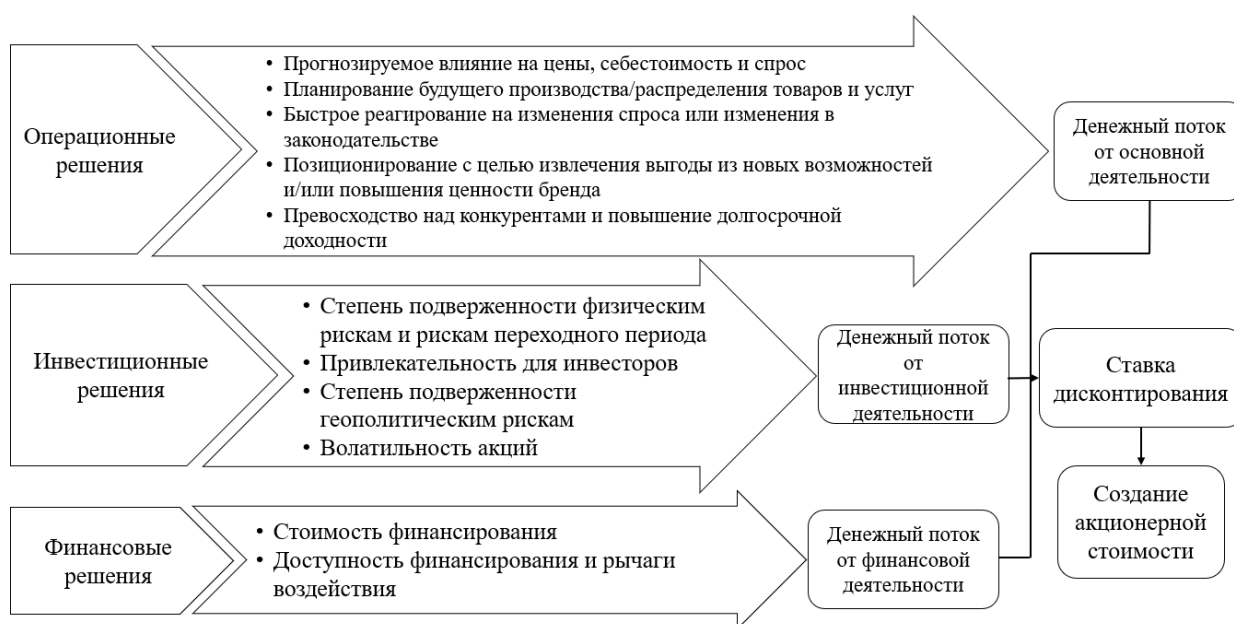 Операционные
решения
• Прогнозируемое влияние на цены, себестоимость и спрос
• Планирование будущего производства/распределения товаров и услуг
• Быстрое реагирование на изменения спроса или изменения в
законодательстве
• Позиционирование с целью извлечения выгоды из новых возможностей
и/или повышения ценности бренда
• Превосходство над конкурентами и повышение долгосрочной
доходности
Денежный поток
от основной
деятельности
Инвестиционные
решения
• Степень подверженности физическим
рискам и рискам переходного периода
• Привлекательность для инвесторов
• Степень подверженности
геополитическим рискам
• Волатильность акций
Денежный поток
от
инвестиционной
деятельности
Ставка
дисконтирования
Финансовые
решения
• Стоимость финансирования
• Доступность финансирования и рычаги
воздействия
Денежный поток
от финансовой
деятельности
Создание
акционерной
стоимости